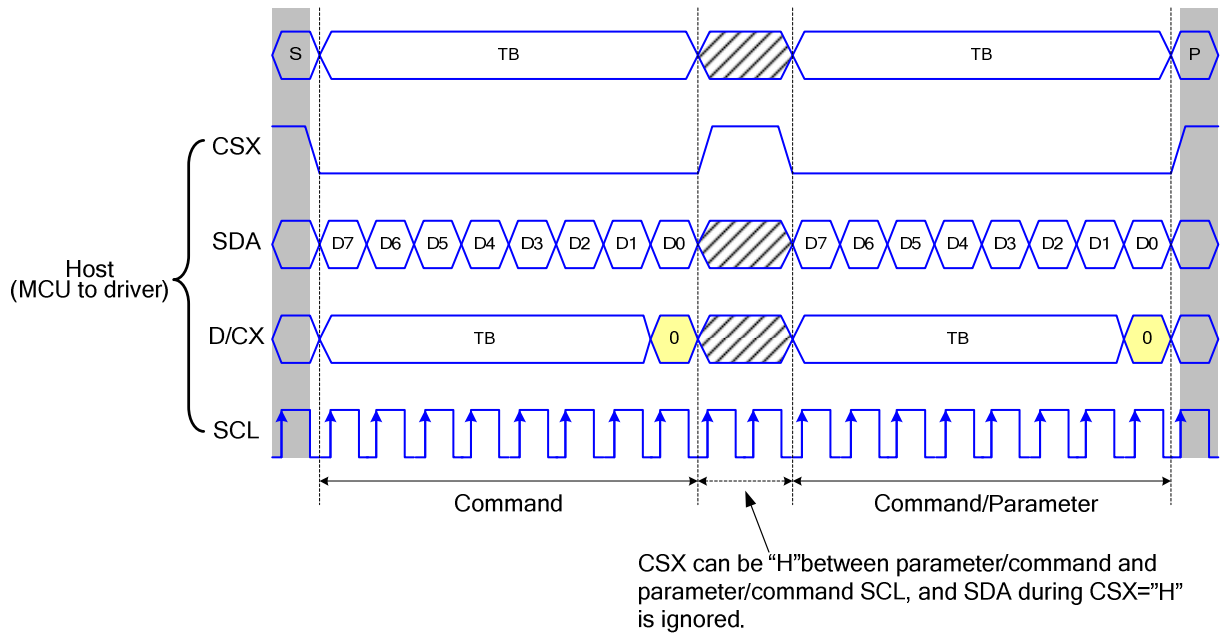 S
TB
TB
P
CSX
SDA
D7 D6 D5 D4 D3 D2 D1 D0
D7 D6 D5 D4 D3 D2 D1 D0
Host
(MCU to driver)
D/CX
TB
0
TB
0
SCL
Command
Command/Parameter
CSX can be “H”between parameter/command and
parameter/command SCL, and SDA during CSX=”H”
is ignored.